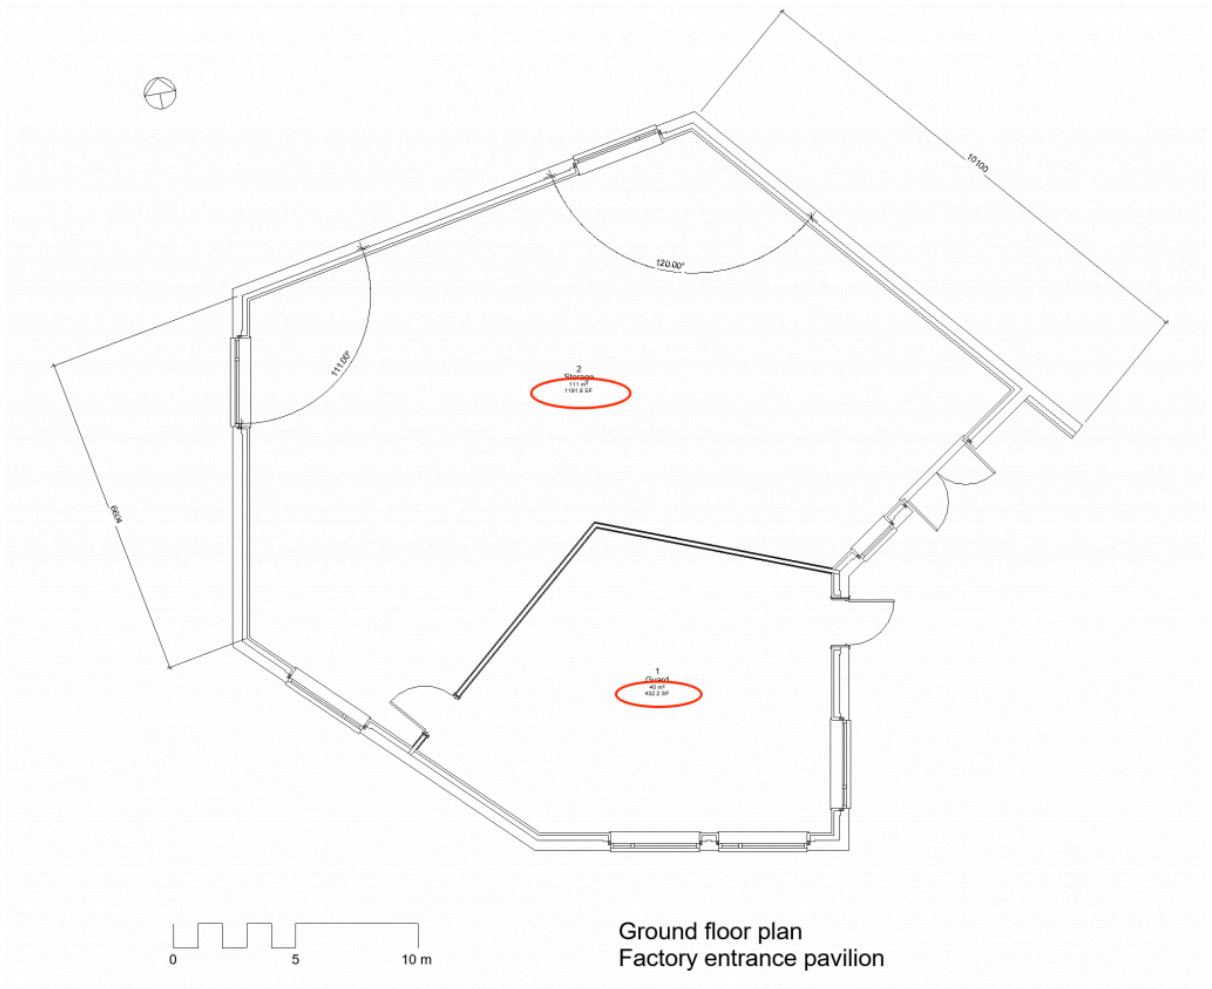 10100
120.00°
111.00°
2
Storage
111 m²
1191.8 SF
6604
1
Guard
40 m²
432.2 SF
0 5 10 m
Ground floor plan
Factory entrance pavilion